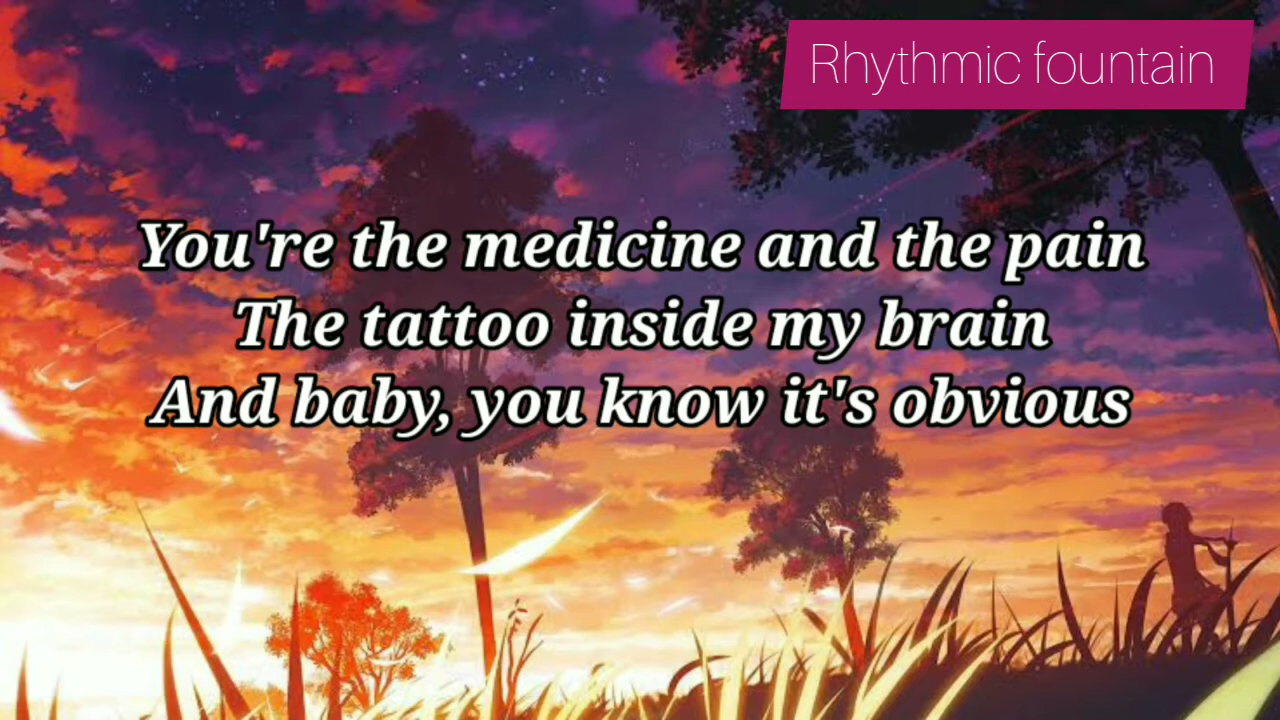 Rhythmic fountain
You're the medicine and the pain
The tattoo inside my brain
And baby, you know it's obvious